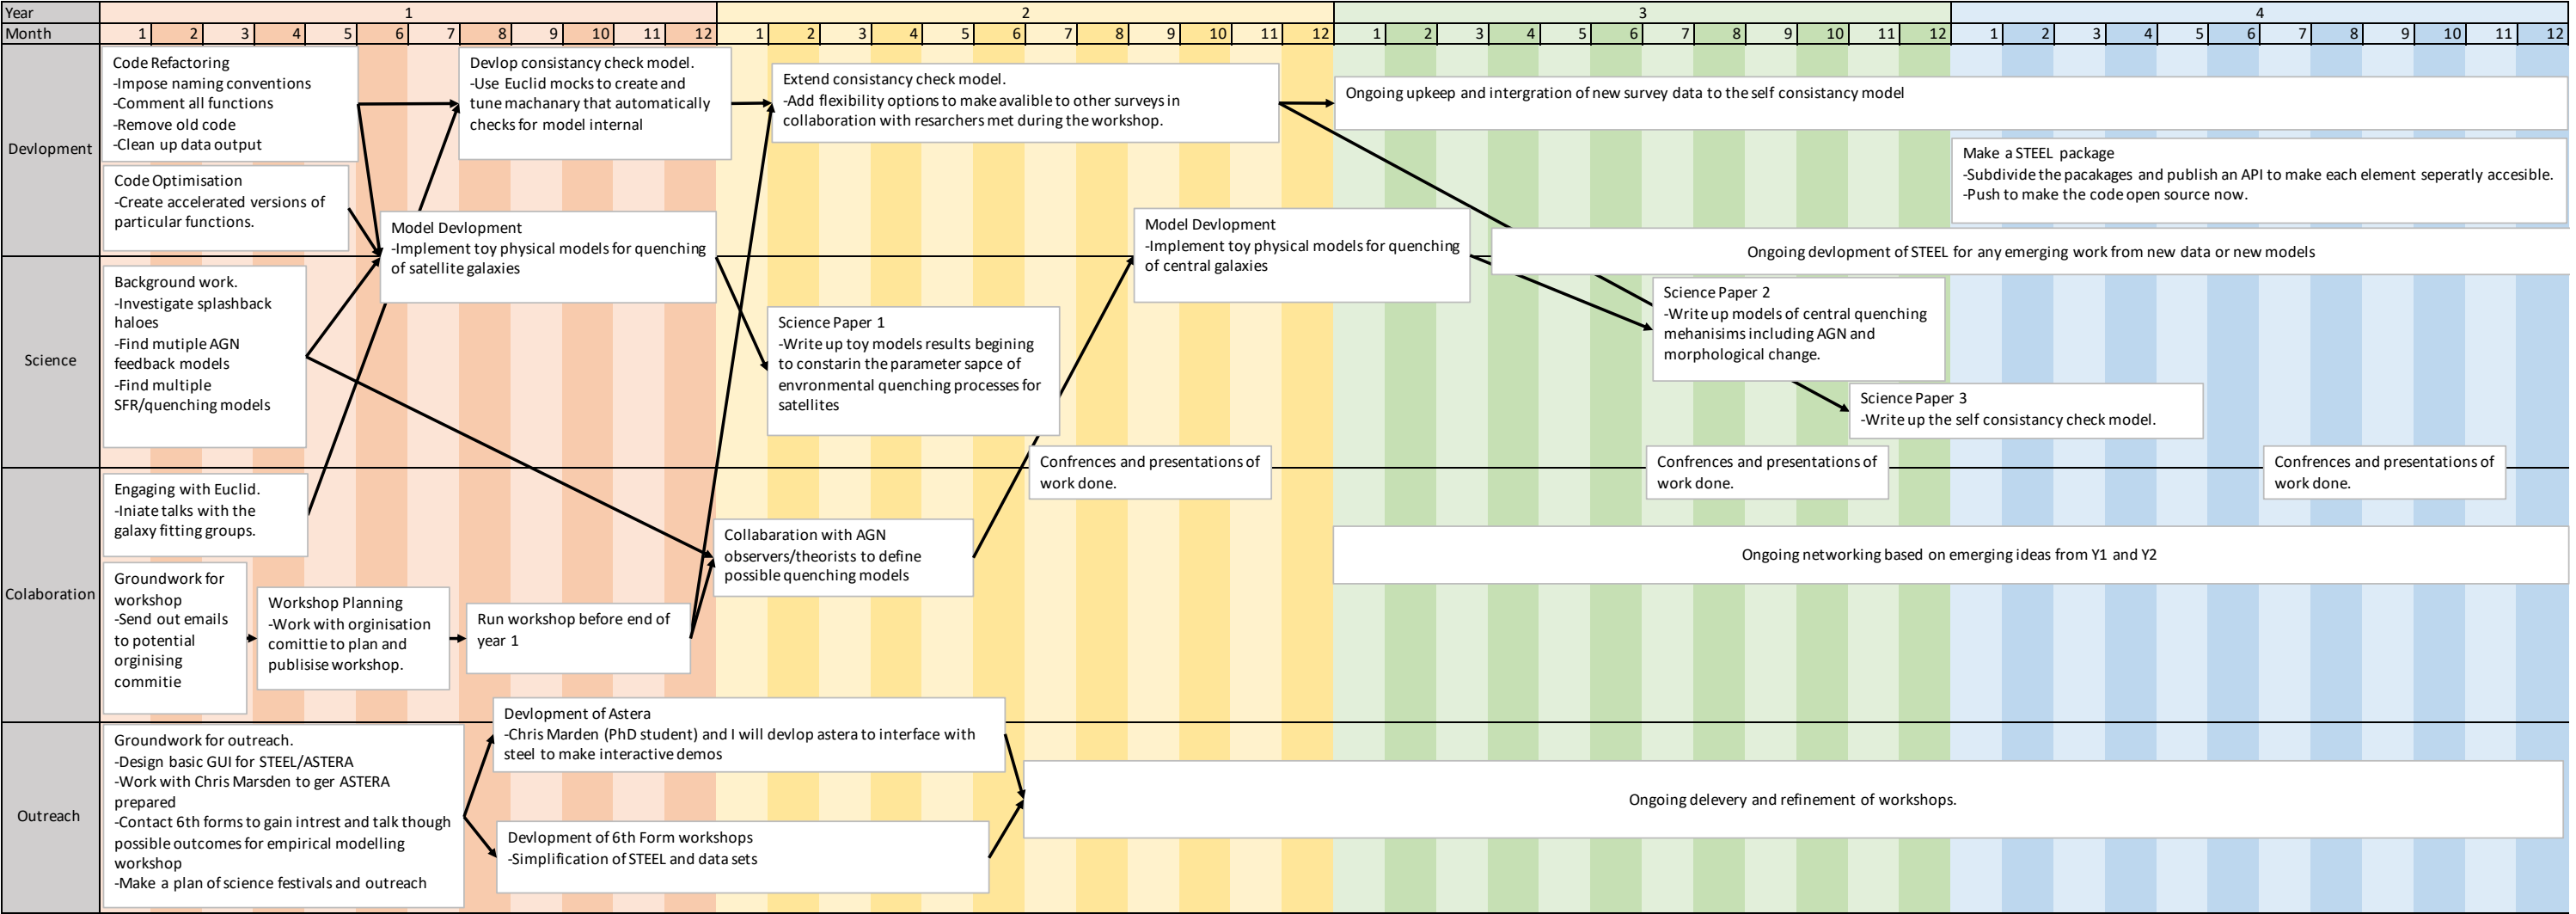 Year 1 2 3 4
Month 1 2 3 4 5 6 7 8 9 10 11 12 1 2 3 4 5 6 7 8 9 10 11 12 1 2 3 4 5 6 7 8 9 10 11 12 1 2 3 4 5 6 7 8 9 10 11 12
Devlopment
Code Refactoring
-Impose naming conventions
-Comment all functions
-Remove old code
-Clean up data output
Code Optimisation
-Create accelerated versions of
particular functions.
Devlop consistancy check model.
-Use Euclid mocks to create and
tune machanary that automatically
checks for model internal
Extend consistancy check model.
-Add flexibility options to make avalible to other surveys in
collaboration with resarchers met during the workshop.
Ongoing upkeep and intergration of new survey data to the self consistancy model
Make a STEEL package
-Subdivide the pacakages and publish an API to make each element seperatly accesible.
-Push to make the code open source now.
Model Devlopment
-Implement toy physical models for quenching
of satellite galaxies
Model Devlopment
-Implement toy physical models for quenching
of central galaxies
Ongoing devlopment of STEEL for any emerging work from new data or new models
Science
Background work.
-Investigate splashback
haloes
-Find mutiple AGN
feedback models
-Find multiple
SFR/quenching models
Science Paper 1
-Write up toy models results begining
to constarin the parameter sapce of
envronmental quenching processes for
satellites
Science Paper 2
-Write up models of central quenching
mehanisims including AGN and
morphological change.
Science Paper 3
-Write up the self consistancy check model.
Confrences and presentations of
work done.
Confrences and presentations of
work done.
Confrences and presentations of
work done.
Colaboration
Engaging with Euclid.
-Iniate talks with the
galaxy fitting groups.
Groundwork for
workshop
-Send out emails
to potential
orginising
commitie
Workshop Planning
-Work with orginisation
comittie to plan and
publisise workshop.
Run workshop before end of
year 1
Collabaration with AGN
observers/theorists to define
possible quenching models
Ongoing networking based on emerging ideas from Y1 and Y2
Outreach
Groundwork for outreach.
-Design basic GUI for STEEL/ASTERA
-Work with Chris Marsden to ger ASTERA
prepared
-Contact 6th forms to gain intrest and talk though
possible outcomes for empirical modelling
workshop
-Make a plan of science festivals and outreach
Devlopment of Astera
-Chris Marden (PhD student) and I will devlop astera to interface with
steel to make interactive demos
Devlopment of 6th Form workshops
-Simplification of STEEL and data sets
Ongoing delevery and refinement of workshops.